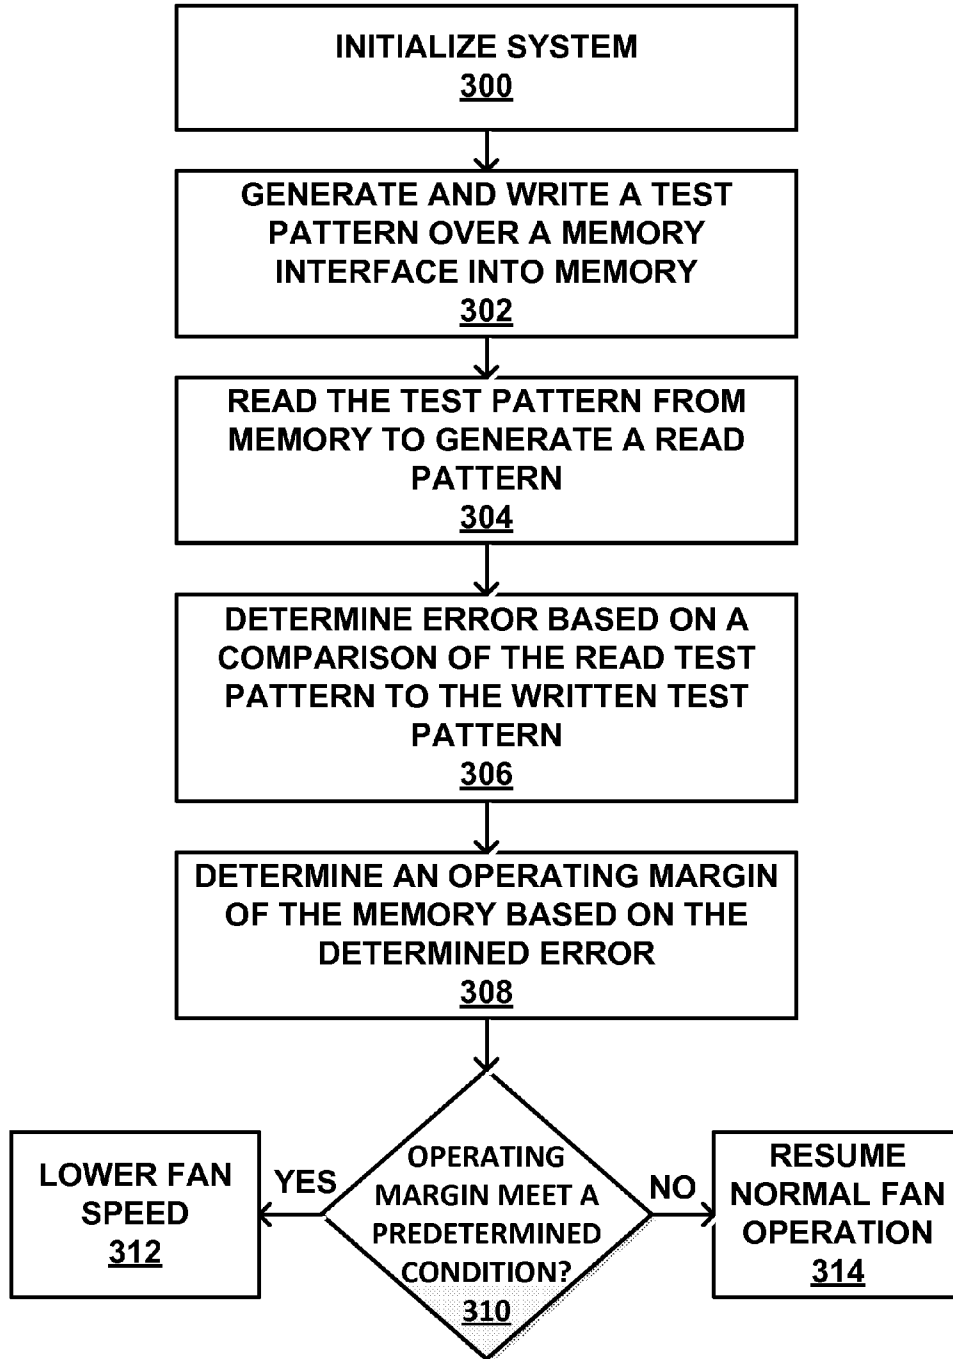 INITIALIZE SYSTEM
300
GENERATE AND WRITE A TEST
PATTERN OVER A MEMORY
INTERFACE INTO MEMORY
302
READ THE TEST PATTERN FROM
MEMORY TO GENERATE A READ
PATTERN
304
DETERMINE ERROR BASED ON A
COMPARISON OF THE READ TEST
PATTERN TO THE WRITTEN TEST
PATTERN
306
DETERMINE AN OPERATING MARGIN
OF THE MEMORY BASED ON THE
DETERMINED ERROR
308
OPERATING
MARGIN MEET A
PREDETERMINED
CONDITION?
310
YES
LOWER FAN
SPEED
312
NO
RESUME
NORMAL FAN
OPERATION
314